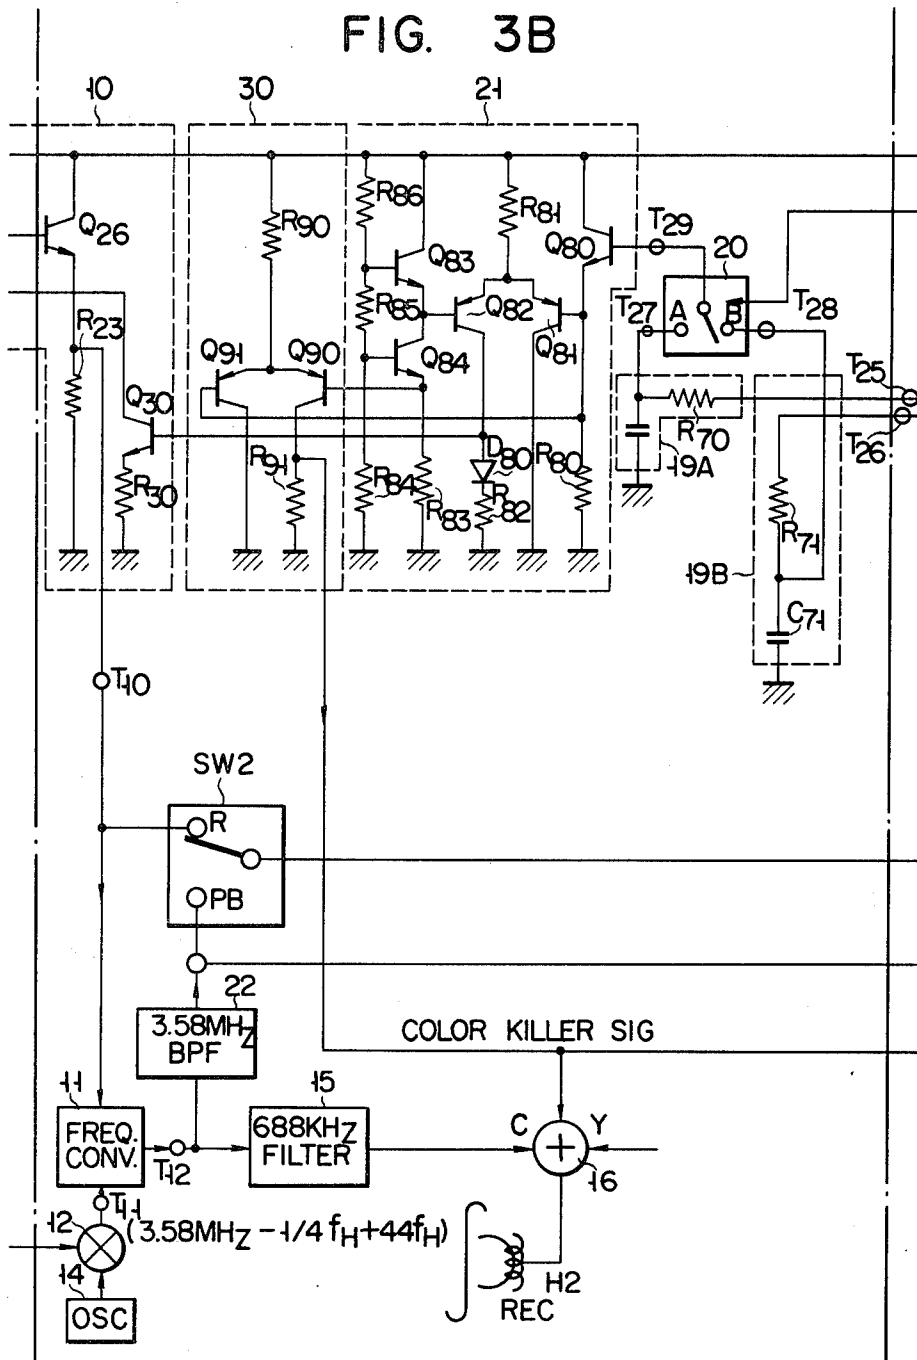 FIG. 3B
10
30
21
R86
R81
T29
Q26
R90
Q83
Q80
20
T27
A
B
T28
R85
Q82
R23
Q91
Q90
Q84
Q81
T25
Q30
R70
T26
19A
R91
D80
R80
R30
R84
R83
R82
R71
19B
C71
T10
SW2
R
PB
22
3.58MHZ
BPF
COLOR KILLER SIG
11
15
FREQ.
CONV.
688KHZ
FILTER
C
Y
T12
16
T11
12
(3.58MHZ - 1/4 fH+44fH)
14
H2
OSC
REC